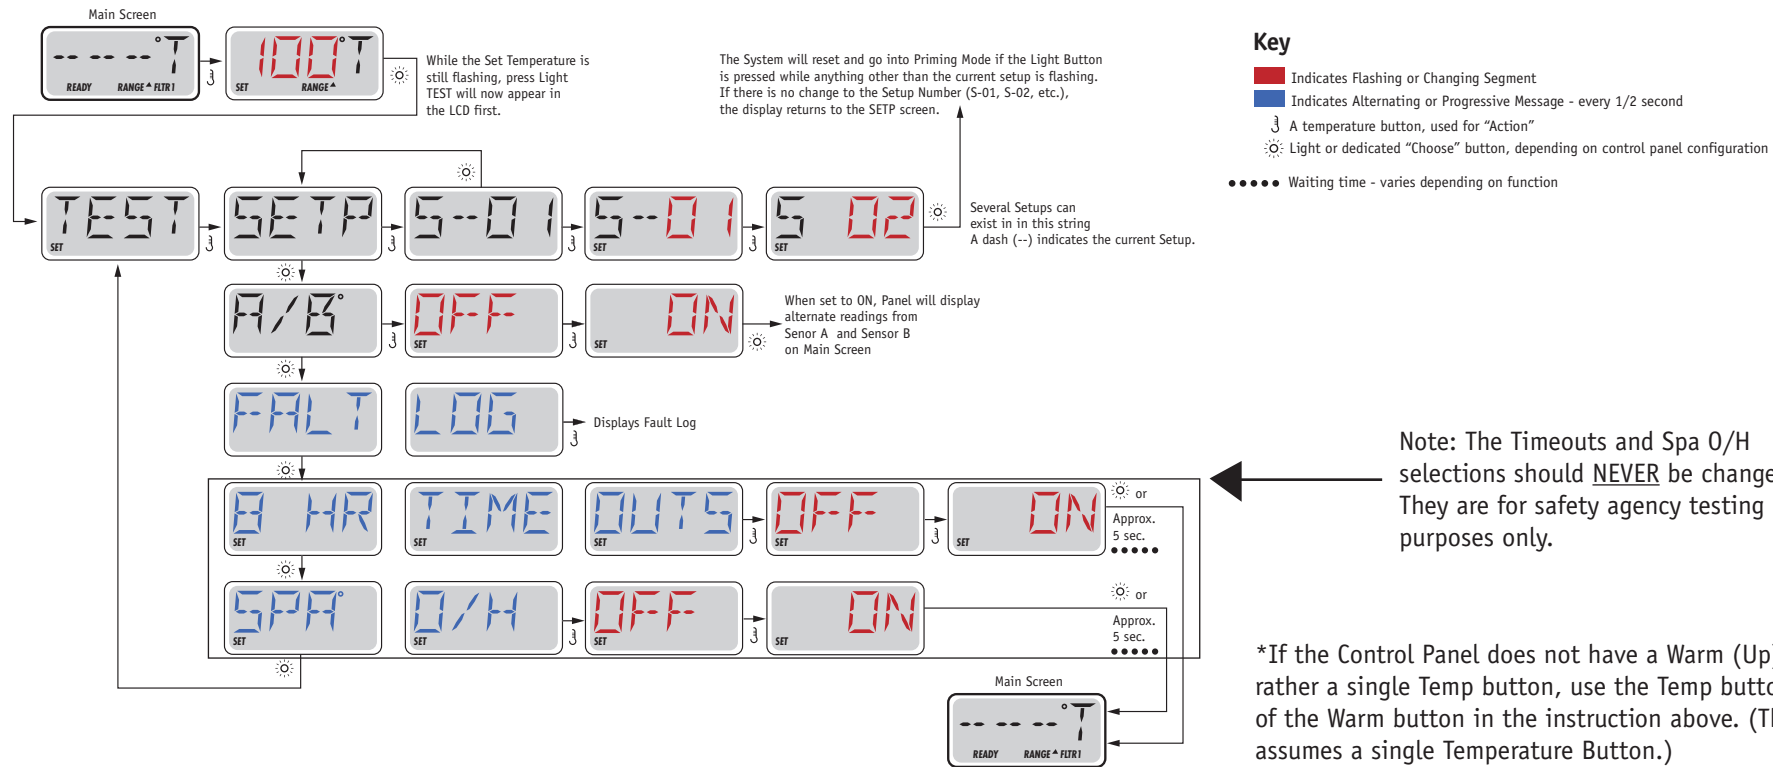 Main Screen
-- -- --°T
READY RANGE FLTR1
100°T
SET RANGE
While the Set Temperature is
still flashing, press Light
TEST will now appear in
the LCD first.
The System will reset and go into Priming Mode if the Light Button
is pressed while anything other than the current setup is flashing.
If there is no change to the Setup Number (S-01, S-02, etc.),
the display returns to the SETP screen.
Key
Indicates Flashing or Changing Segment
Indicates Alternating or Progressive Message - every 1/2 second
A temperature button, used for “Action”
Light or dedicated “Choose” button, depending on control panel configuration
Waiting time - varies depending on function
TEST
SET
SETP
S-01
S-01
SET
S 02
SET
Several Setups can
exist in in this string
A dash (--) indicates the current Setup.
A/B°
OFF
SET
ON
SET
When set to ON, Panel will display
alternate readings from
Senor A and Sensor B
on Main Screen
FALT
LOG
Displays Fault Log
8 HR
SET
TIME
SET
OUTS
SET
OFF
SET
ON
SET
or
Approx.
5 sec.
SPA°
SET
O/H
SET
OFF
SET
ON
SET
or
Approx.
5 sec.
Main Screen
-- -- --°T
READY RANGE FLTR1
Note: The Timeouts and Spa O/H
selections should NEVER be change
They are for safety agency testing
purposes only.
*If the Control Panel does not have a Warm (Up)
rather a single Temp button, use the Temp butto
of the Warm button in the instruction above. (Th
assumes a single Temperature Button.)